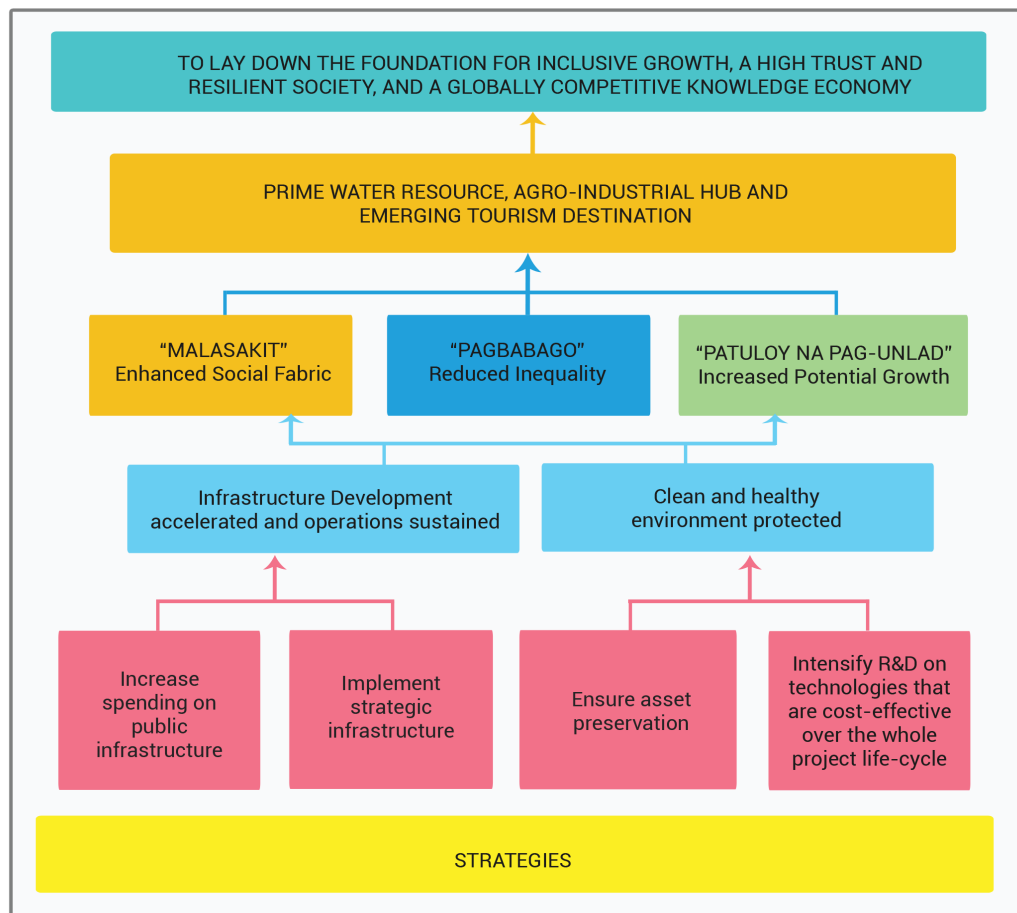 TO LAY DOWN THE FOUNDATION FOR INCLUSIVE GROWTH, A HIGH TRUST AND
RESILIENT SOCIETY, AND A GLOBALLY COMPETITIVE KNOWLEDGE ECONOMY
PRIME WATER RESOURCE, AGRO-INDUSTRIAL HUB AND
EMERGING TOURISM DESTINATION
“MALASAKIT”
Enhanced Social Fabric
“PAGBABAGO”
Reduced Inequality
“PATULOY NA PAG-UNLAD”
Increased Potential Growth
Infrastructure Development
accelerated and operations sustained
Clean and healthy
environment protected
Increase
spending on
public
infrastructure
Implement
strategic
infrastructure
Ensure asset
preservation
Intensify R&D on
technologies that
are cost-effective
over the whole
project life-cycle
STRATEGIES